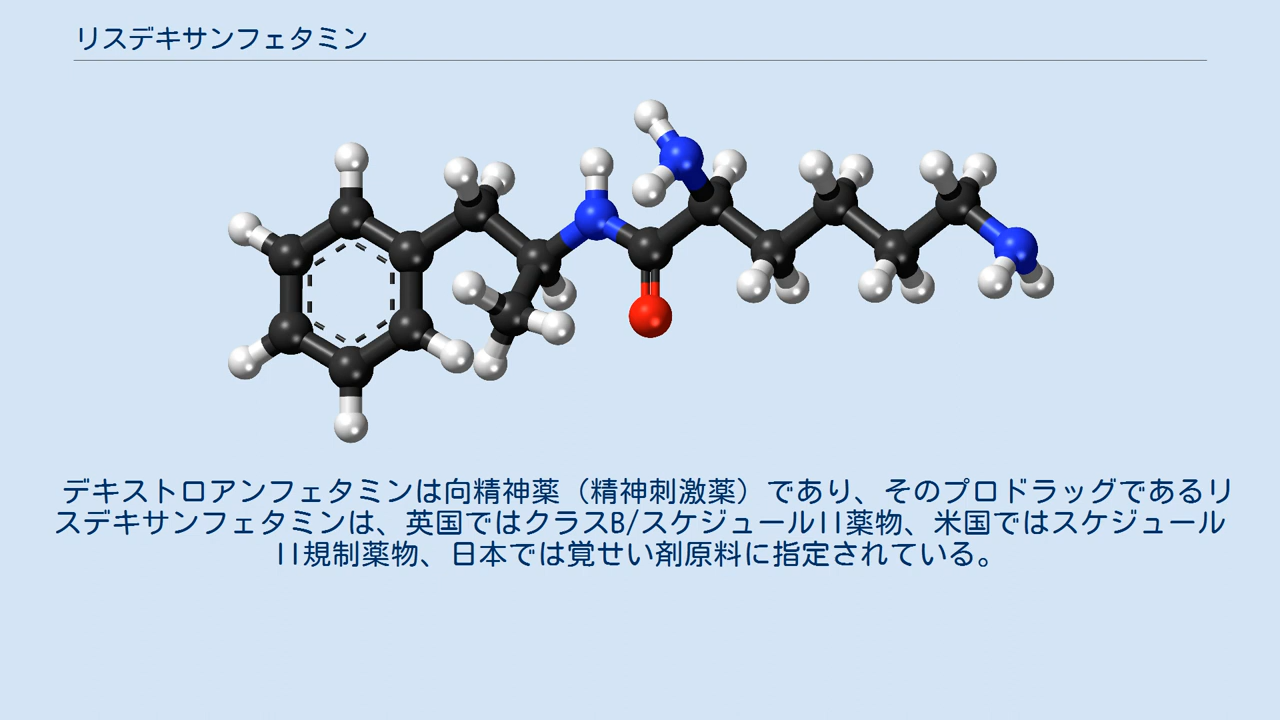 リスデキサンフェタミン
デキストロアンフェタミンは向精神薬（精神刺激薬）であり、そのプロドラッグであるリ
スデキサンフェタミンは、英国ではクラスB/スケジュールII薬物、米国ではスケジュール
II規制薬物、日本では覚せい剤原料に指定されている。